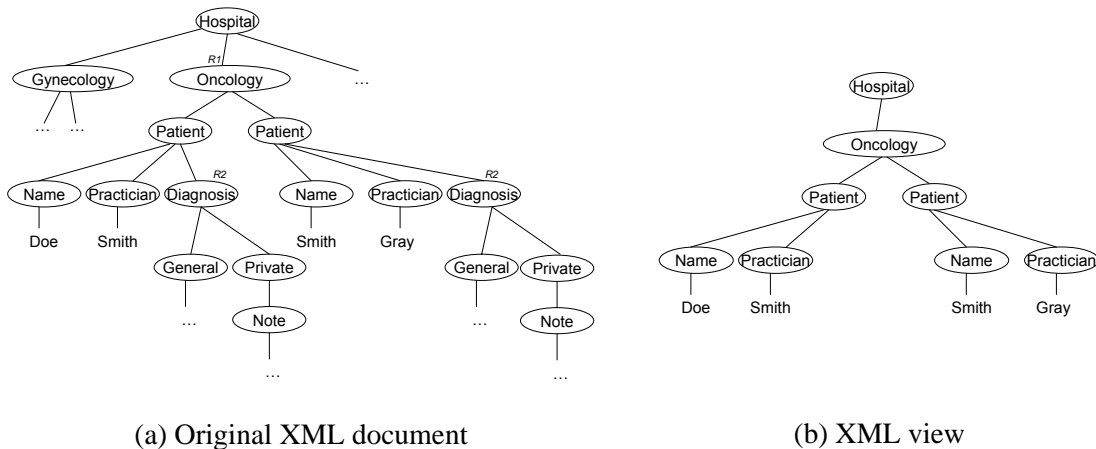 Hospital
R1
Gynecology Oncology …
… …
Patient Patient
R2 R2
Name Practician Diagnosis Name Practician Diagnosis
Doe Smith Smith Gray
General Private General Private
… Note … Note
… …
(a) Original XML document
Hospital
Oncology
Patient Patient
Name Practician Name Practician
Doe Smith Smith Gray
(b) XML view